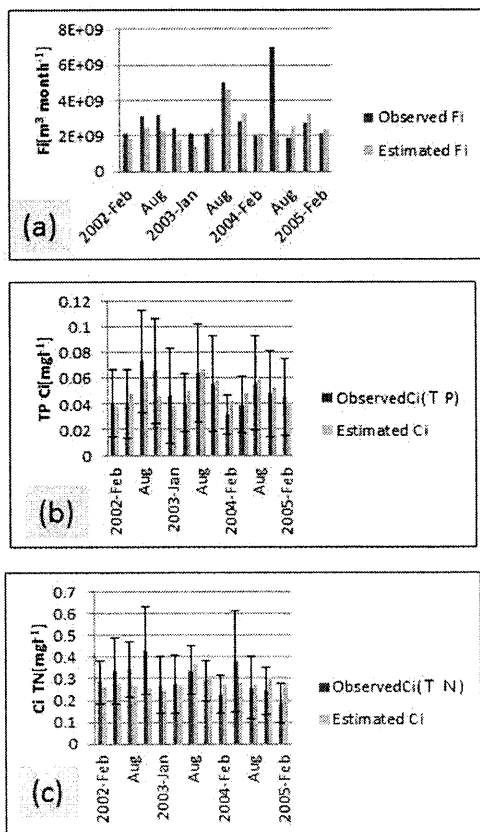 8E+09
6E+09
4E+09
2E+09
0
Fi[m³ month⁻¹]
2002-Feb
Aug
2003-Jan
Aug
2004-Feb
Aug
2005-Feb
Observed Fi
Estimated Fi
(a)
0.12
0.1
0.08
0.06
0.04
0.02
0
TP Ci[mgl⁻¹]
2002-Feb
Aug
2003-Jan
Aug
2004-Feb
Aug
2005-Feb
ObservedCi(T P)
Estimated Ci
(b)
0.7
0.6
0.5
0.4
0.3
0.2
0.1
0
Ci TN[mgl⁻¹]
2002-Feb
Aug
2003-Jan
Aug
2004-Feb
Aug
2005-Feb
ObservedCi(T N)
Estimated Ci
(c)